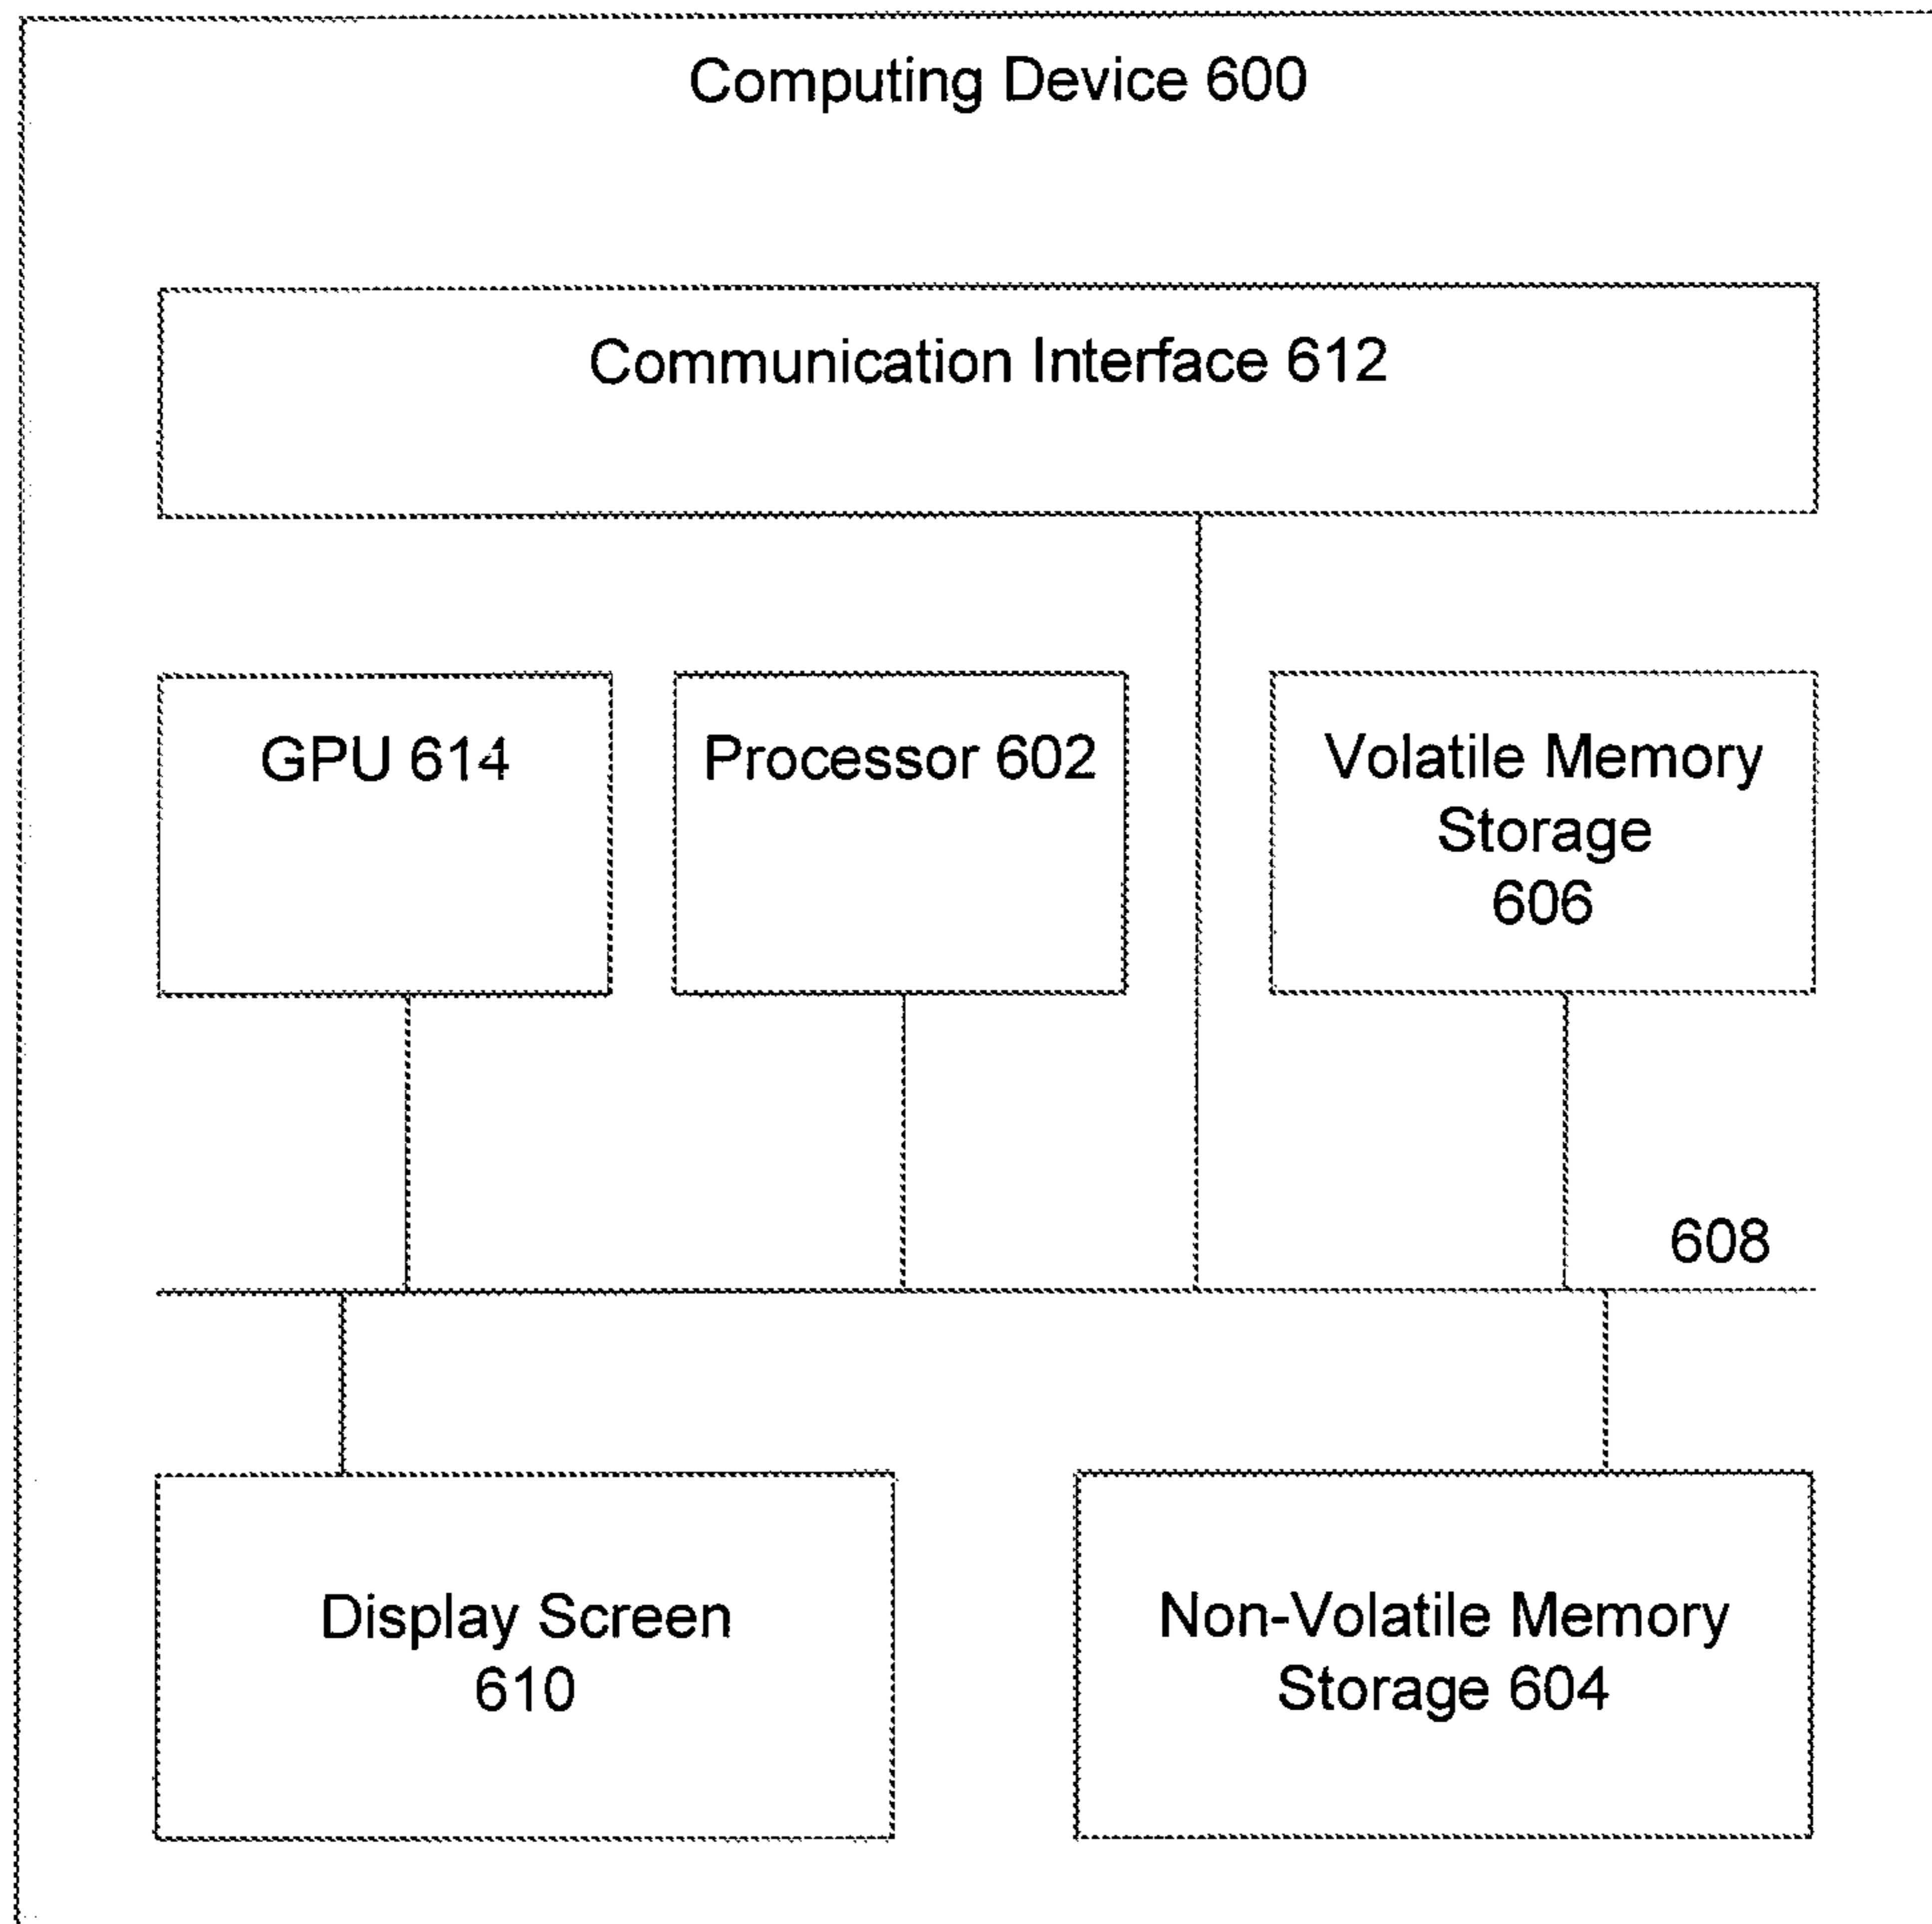 Computing Device 600
Communication Interface 612
GPU 614
Processor 602
Volatile Memory
Storage
606
608
Display Screen
610
Non-Volatile Memory
Storage 604